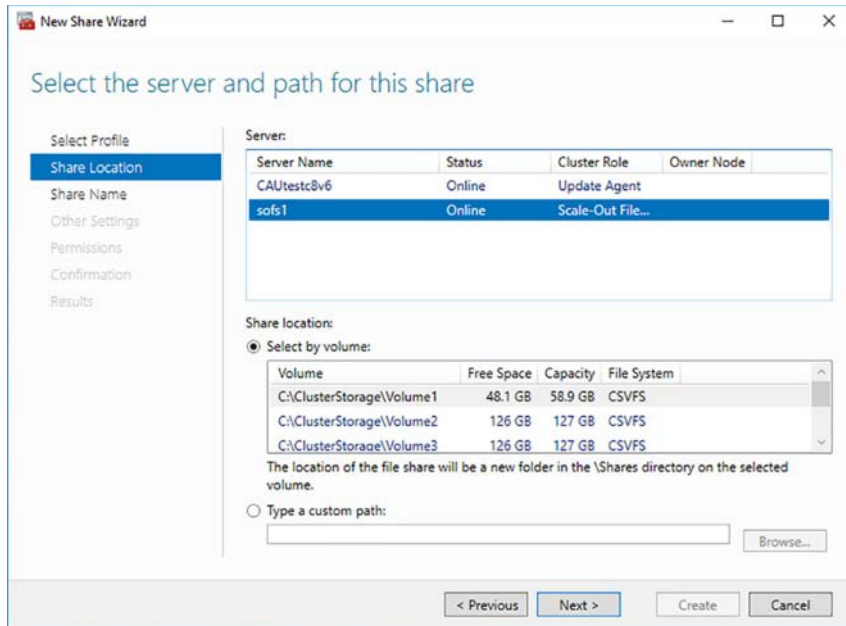 New Share Wizard
Select the server and path for this share
Select Profile
Share Location
Share Name
Other Settings
Permissions
Confirmation
Results
Server:
Server Name Status Cluster Role Owner Node
CAUtestc8v6 Online Update Agent
sofs1 Online Scale-Out File...
Share location:
Select by volume:
Volume Free Space Capacity File System
C:\ClusterStorage\Volume1 48.1 GB 58.9 GB CSVFS
C:\ClusterStorage\Volume2 126 GB 127 GB CSVFS
C:\ClusterStorage\Volume3 126 GB 127 GB CSVFS
The location of the file share will be a new folder in the \Shares directory on the selected
volume.
Type a custom path:
Browse...
< Previous Next > Create Cancel